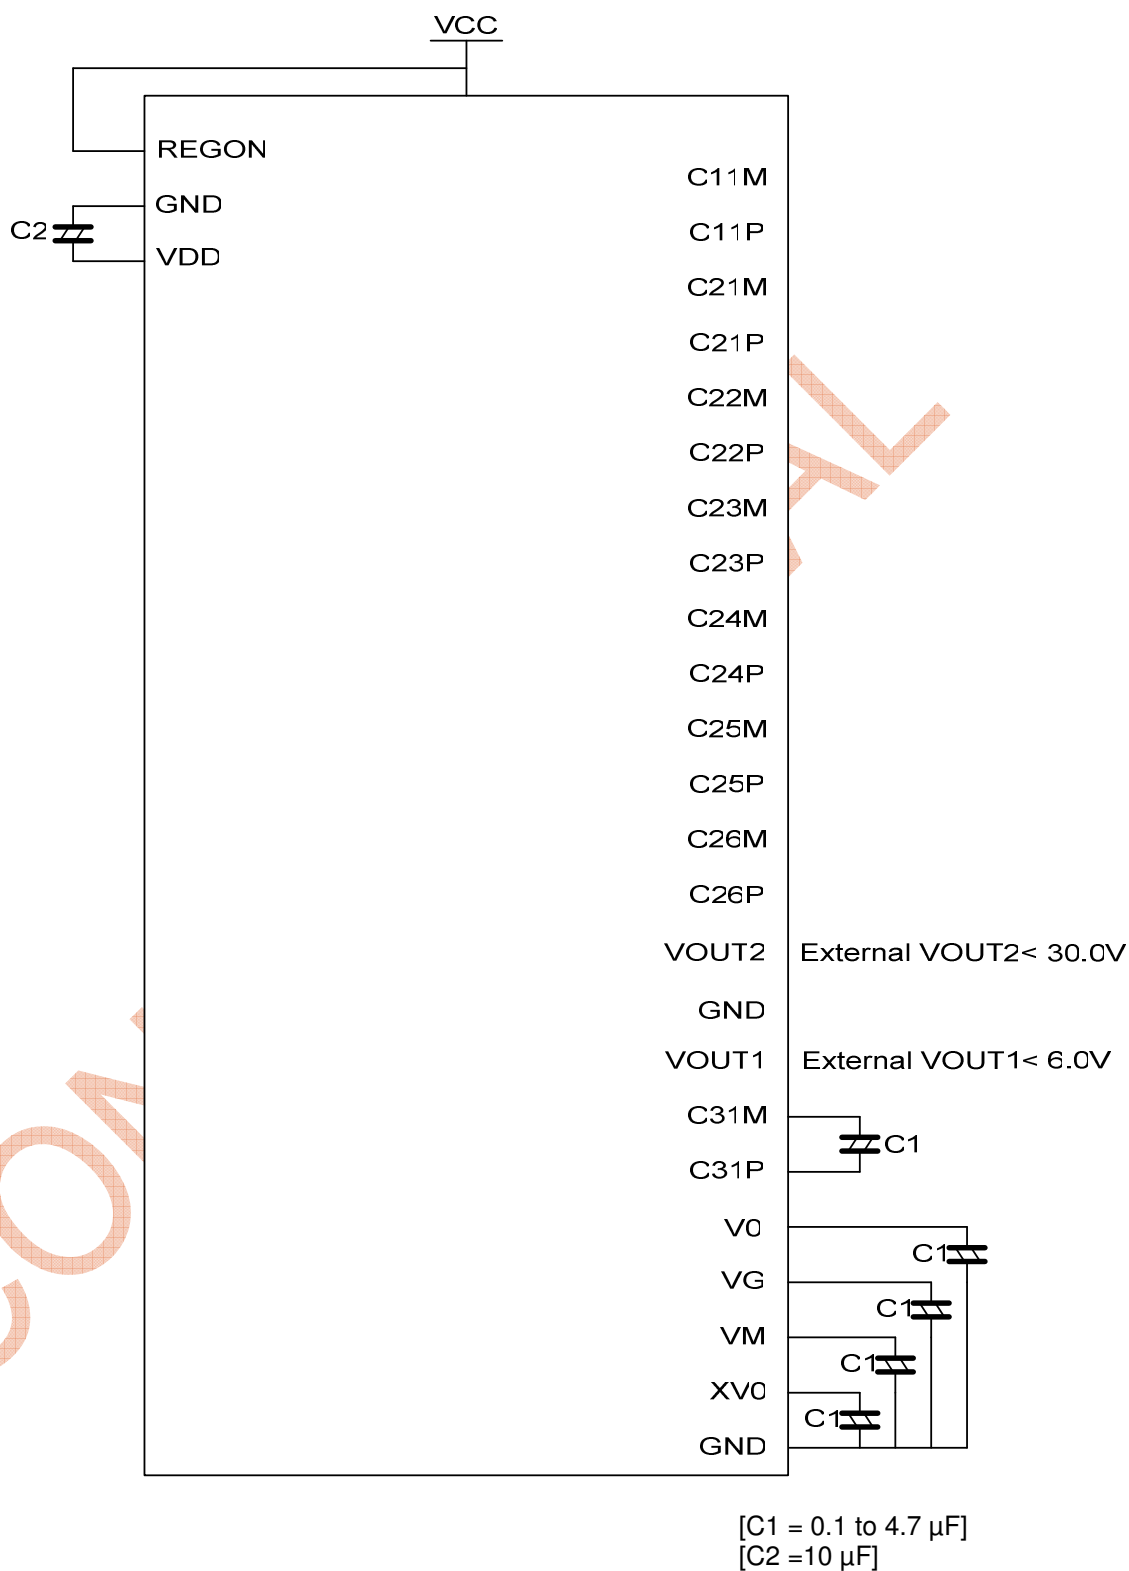 VCC
REGON
GND
C2
VDD
C11M
C11P
C21M
C21P
C22M
C22P
C23M
C23P
C24M
C24P
C25M
C25P
C26M
C26P
VOUT2 External VOUT2< 30.0V
GND
VOUT1 External VOUT1< 6.0V
C31M
C1
C31P
V0
C1
VG
C1
VM
C1
XV0
C1
GND
[C1 = 0.1 to 4.7 µF]
[C2 =10 µF]